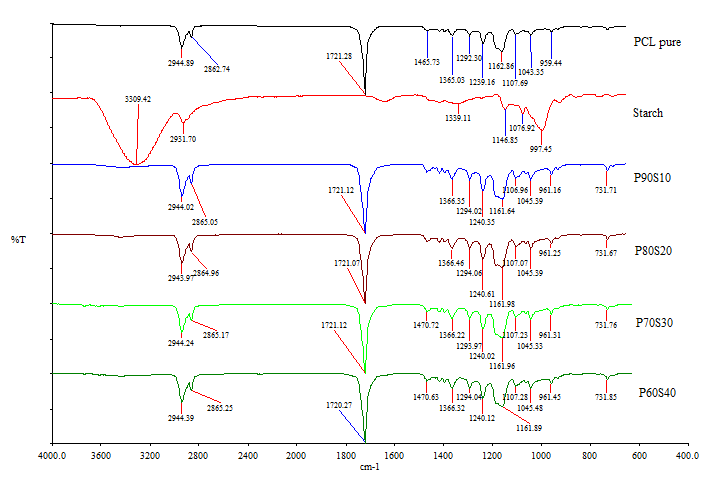 PCL pure
2944.89 2862.74 1721.28 1465.73 1365.03 1292.30 1239.16 1162.86 1107.69 1043.35 959.44
Starch
3309.42 2931.70 1339.11 1146.85 1076.92 997.45
P90S10
2944.02 2865.05 1721.12 1366.35 1294.02 1240.35 1161.64 1106.96 1045.39 961.16 731.71
P80S20
2943.97 2864.96 1721.07 1366.46 1294.06 1240.61 1161.98 1107.07 1045.39 961.25 731.67
P70S30
2944.24 2865.17 1721.12 1470.72 1366.22 1293.97 1240.02 1161.96 1107.23 1045.33 961.31 731.76
P60S40
2944.39 2865.25 1720.27 1470.63 1366.32 1294.04 1240.12 1161.89 1107.28 1045.48 961.45 731.85
%T
4000.0 3600 3200 2800 2400 2000 1800 1600 1400 1200 1000 800 600 400.0
cm-1